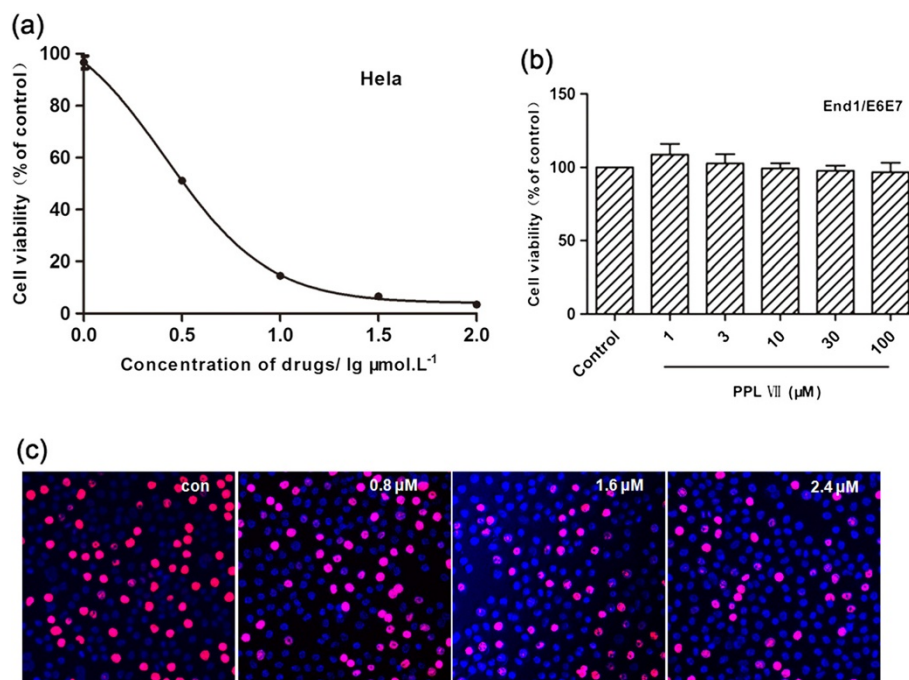 (a)
100
80
60
40
20
0
0.0
0.5
1.0
1.5
2.0
Cell viability (% of control)
Concentration of drugs/ lg μmol.L⁻¹
Hela
(b)
150
100
50
0
Cell viability (% of control)
End1/E6E7
Control
1
3
10
30
100
PPL Ⅶ (μM)
(c)
con
0.8 μM
1.6 μM
2.4 μM